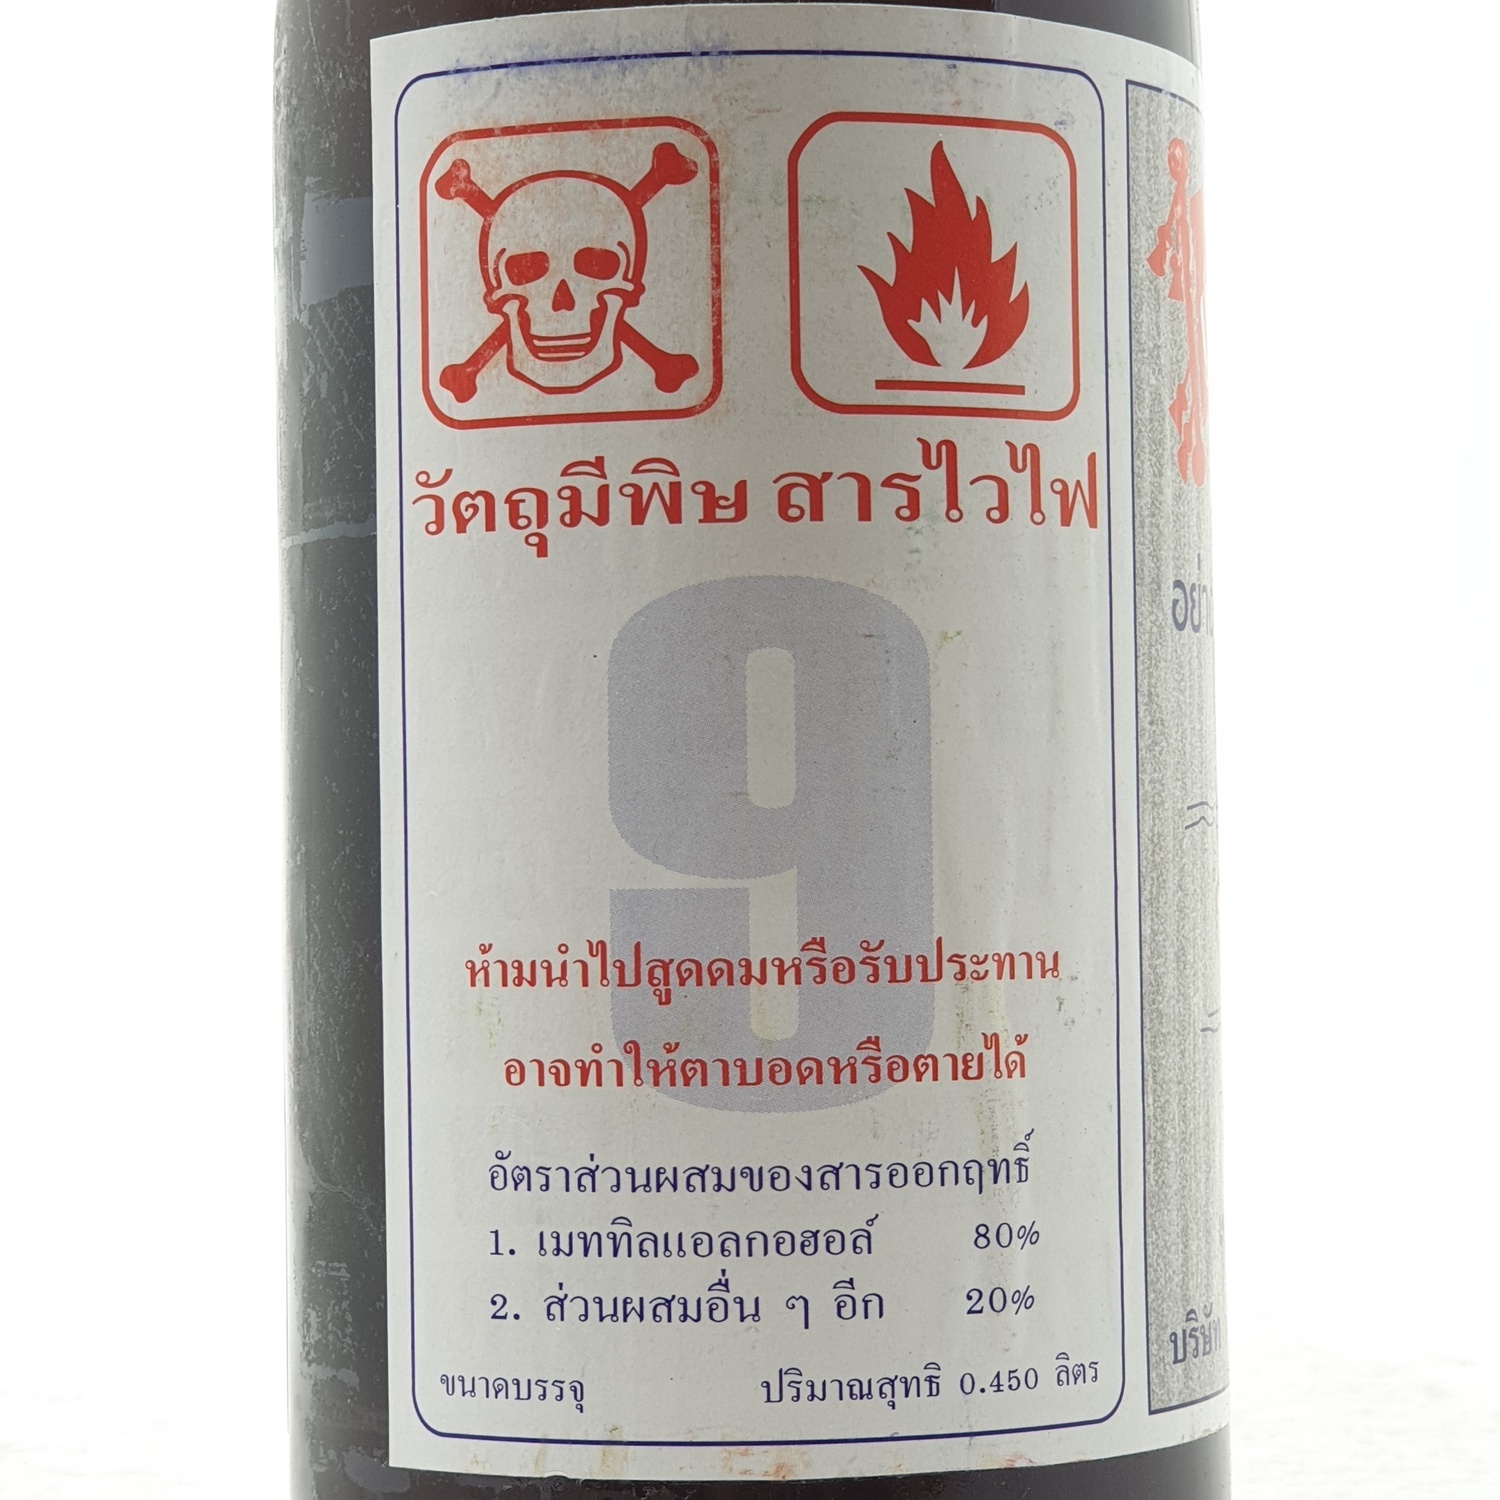 วัตถุมีพิษ สารไวไฟ
9
ห้ามนำไปสูดดมหรือรับประทาน
อาจทำให้ตาบอดหรือตายได้
อัตราส่วนผสมของสารออกฤทธิ์
1. เมททิลแอลกอฮอล์ 80%
2. ส่วนผสมอื่น ๆ อีก 20%
ขนาดบรรจุ ปริมาณสุทธิ 0.450 ลิตร
บริษัท